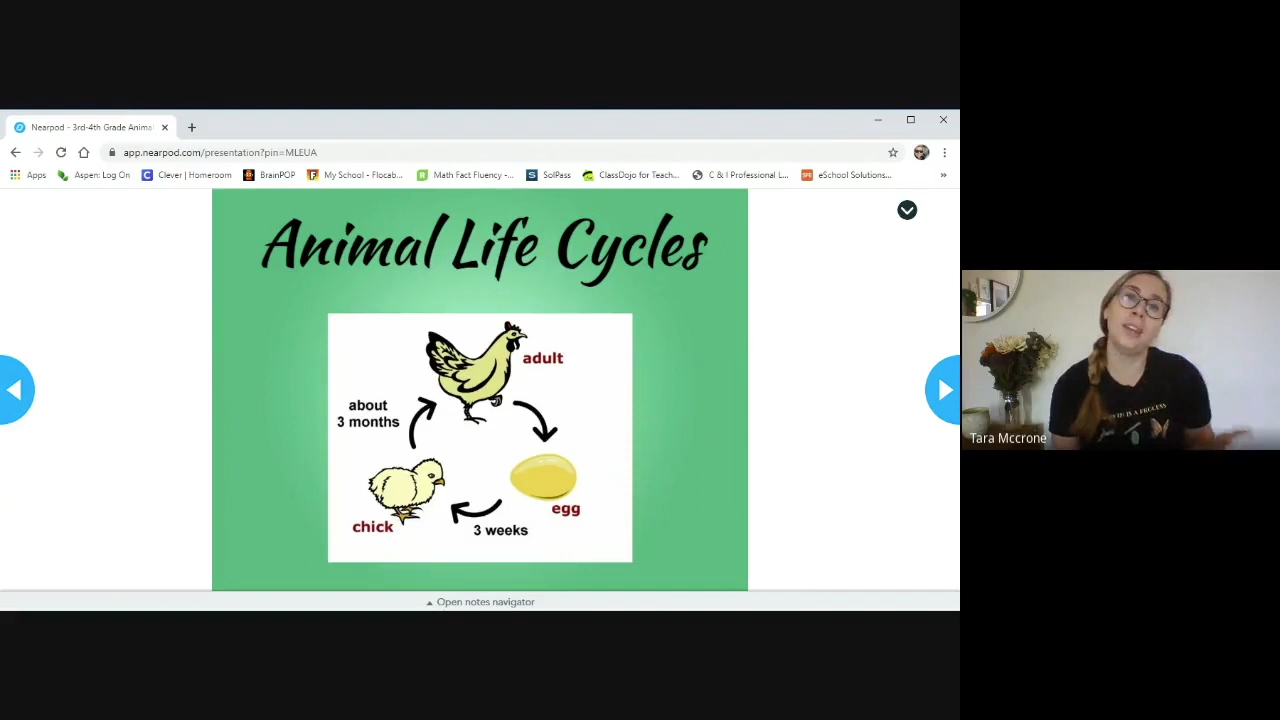 Nearpod - 3rd-4th Grade Anima
app.nearpod.com/presentation?pin=MLEUA
Apps Aspen: Log On Clever | Homeroom BrainPOP My School - Flocab... Math Fact Fluency -... SolPass ClassDojo for Teach... C & I Professional L... eSchool Solutions... »
Animal Life Cycles
adult
about
3 months
egg
chick
3 weeks
Open notes navigator
IS A PROCESS
Tara Mccrone